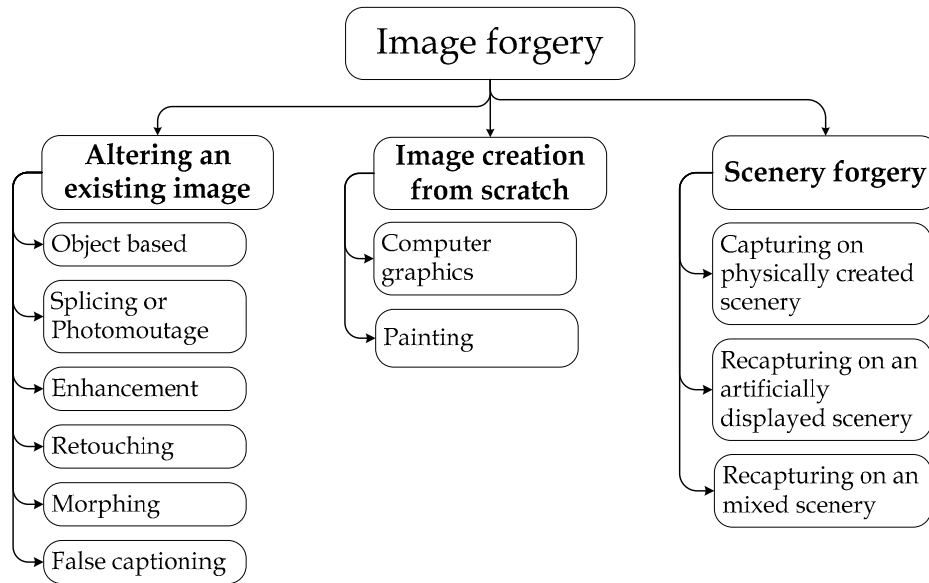 Image forgery
Altering an
existing image
Object based
Splicing or
Photomoutage
Enhancement
Retouching
Morphing
False captioning
Image creation
from scratch
Computer
graphics
Painting
Scenery forgery
Capturing on
physically created
scenery
Recapturing on an
artificially
displayed scenery
Recapturing on an
mixed scenery